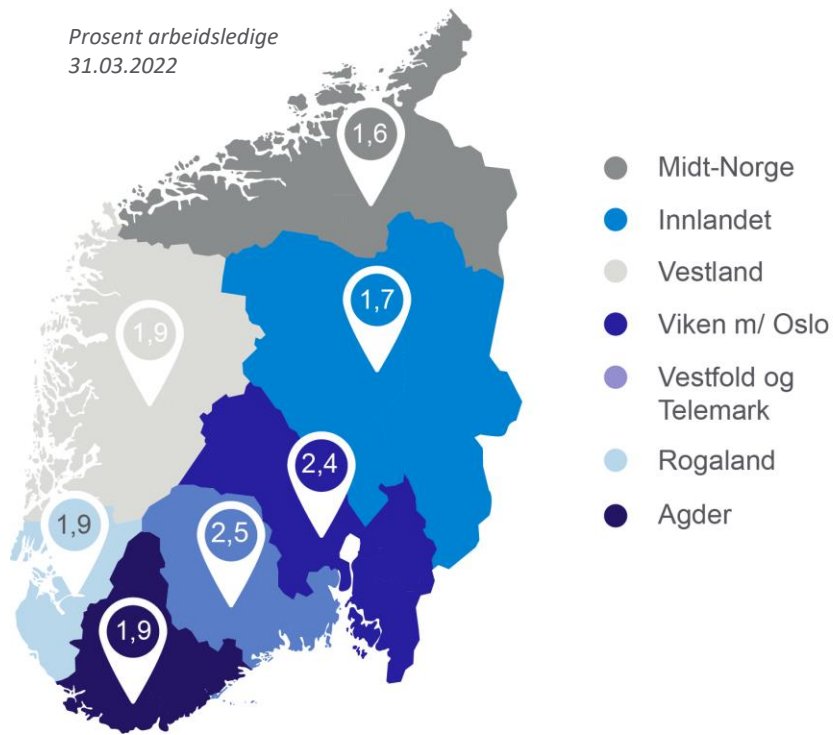 Prosent arbeidsledige
31.03.2022
1,6
1,7
1,9
2,4
1,9
2,5
1,9
Midt-Norge
Innlandet
Vestland
Viken m/ Oslo
Vestfold og
Telemark
Rogaland
Agder